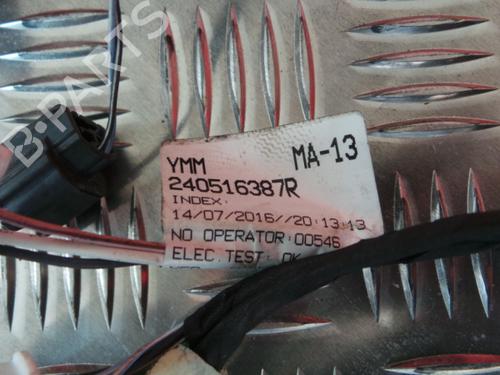 B-PARTS
YMM MA-13
240516387R
INDEX:
14/07/2016//20:13:13
NO OPERATOR:00546
ELEC.TEST: OK